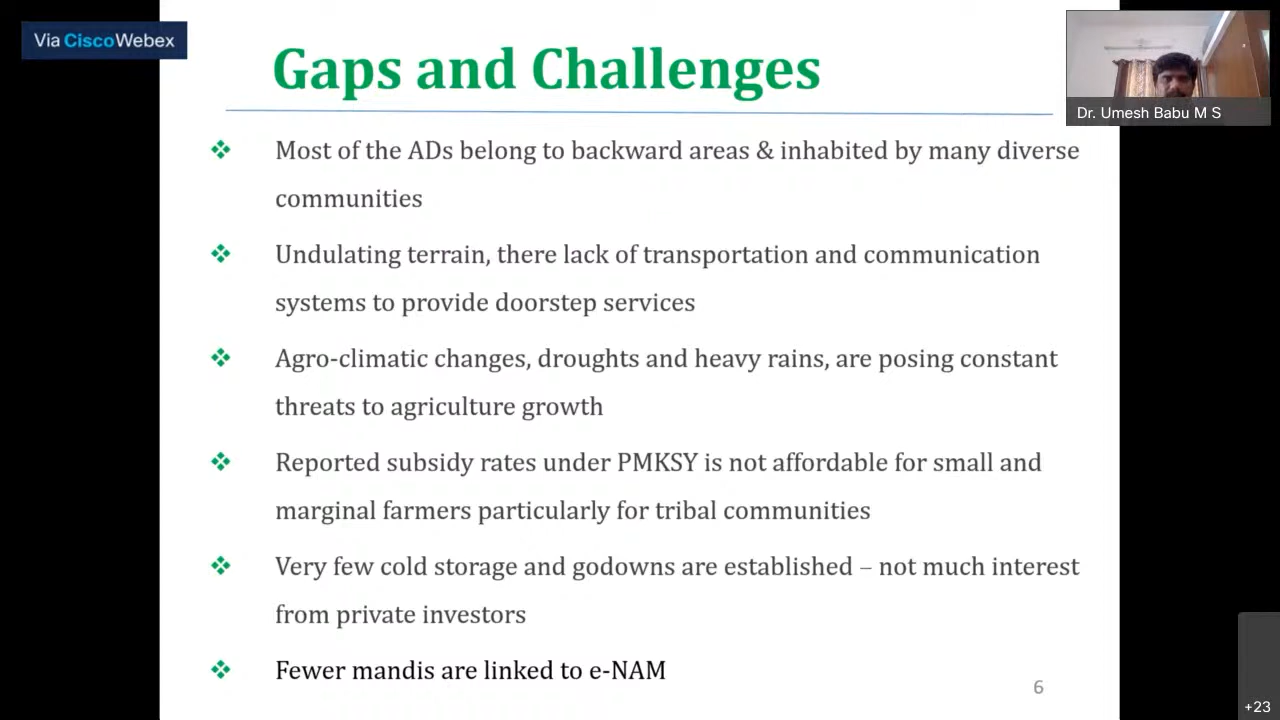 Via CiscoWebex
Gaps and Challenges
Dr. Umesh Babu M S
Most of the ADs belong to backward areas & inhabited by many diverse
communities
Undulating terrain, there lack of transportation and communication
systems to provide doorstep services
Agro-climatic changes, droughts and heavy rains, are posing constant
threats to agriculture growth
Reported subsidy rates under PMKSY is not affordable for small and
marginal farmers particularly for tribal communities
Very few cold storage and godowns are established – not much interest
from private investors
Fewer mandis are linked to e-NAM
6
+23